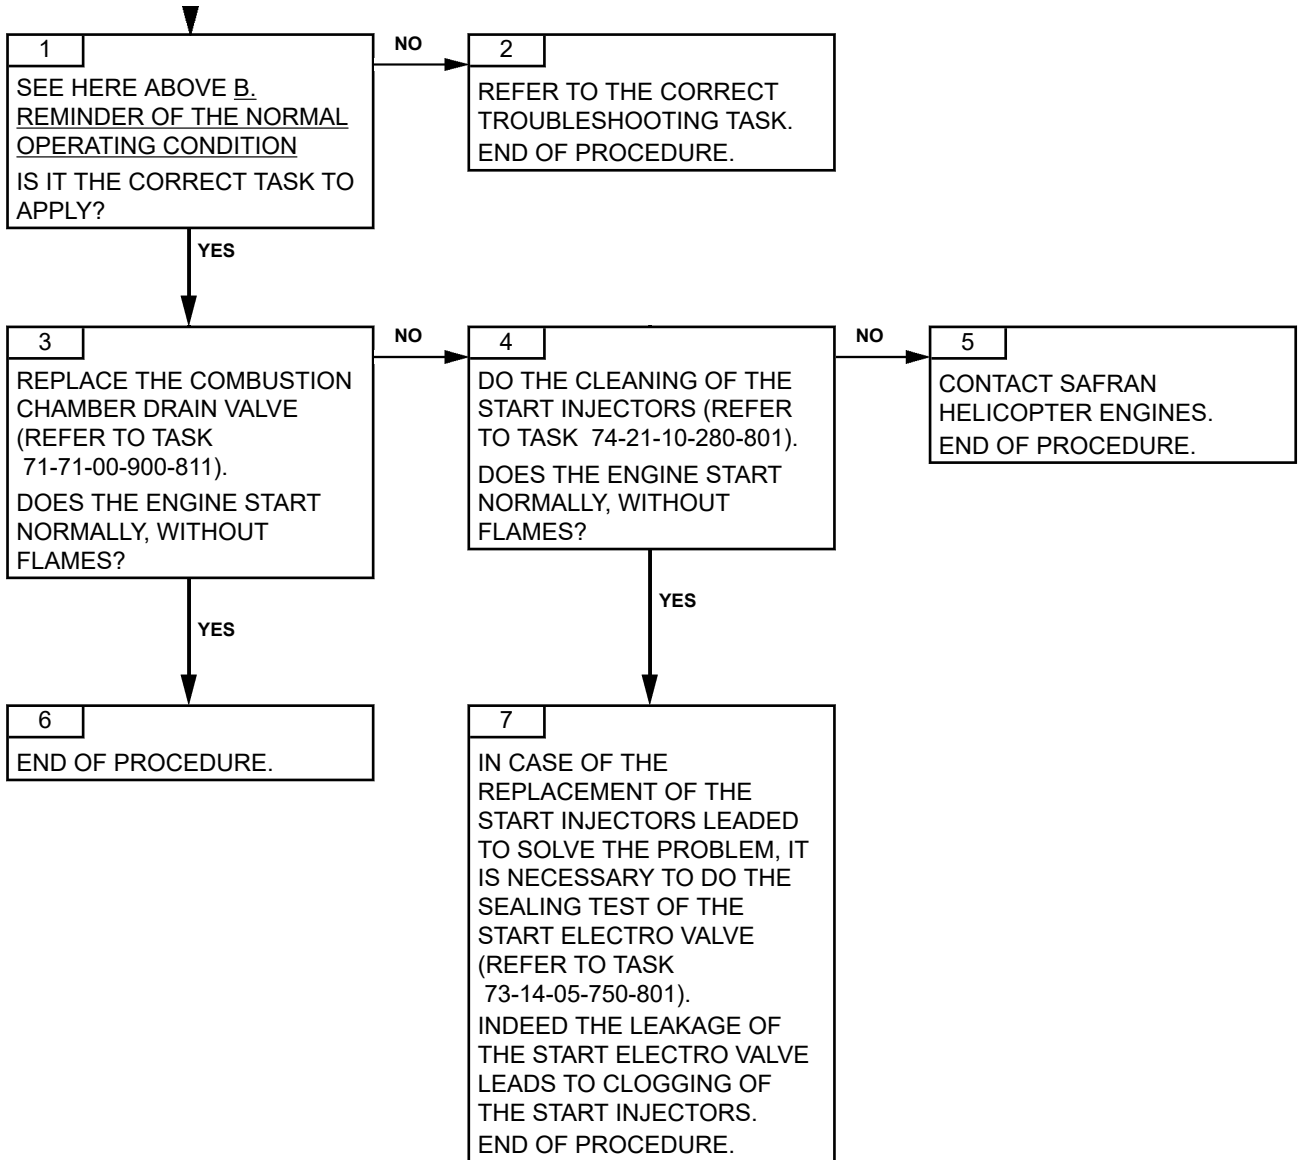 1
SEE HERE ABOVE B.
REMINDER OF THE NORMAL
OPERATING CONDITION
IS IT THE CORRECT TASK TO
APPLY?
NO
2
REFER TO THE CORRECT
TROUBLESHOOTING TASK.
END OF PROCEDURE.
YES
3
REPLACE THE COMBUSTION
CHAMBER DRAIN VALVE
(REFER TO TASK
71-71-00-900-811).
DOES THE ENGINE START
NORMALLY, WITHOUT
FLAMES?
NO
4
DO THE CLEANING OF THE
START INJECTORS (REFER
TO TASK 74-21-10-280-801).
DOES THE ENGINE START
NORMALLY, WITHOUT
FLAMES?
NO
5
CONTACT SAFRAN
HELICOPTER ENGINES.
END OF PROCEDURE.
YES
YES
6
END OF PROCEDURE.
7
IN CASE OF THE
REPLACEMENT OF THE
START INJECTORS LEADED
TO SOLVE THE PROBLEM, IT
IS NECESSARY TO DO THE
SEALING TEST OF THE
START ELECTRO VALVE
(REFER TO TASK
73-14-05-750-801).
INDEED THE LEAKAGE OF
THE START ELECTRO VALVE
LEADS TO CLOGGING OF
THE START INJECTORS.
END OF PROCEDURE.